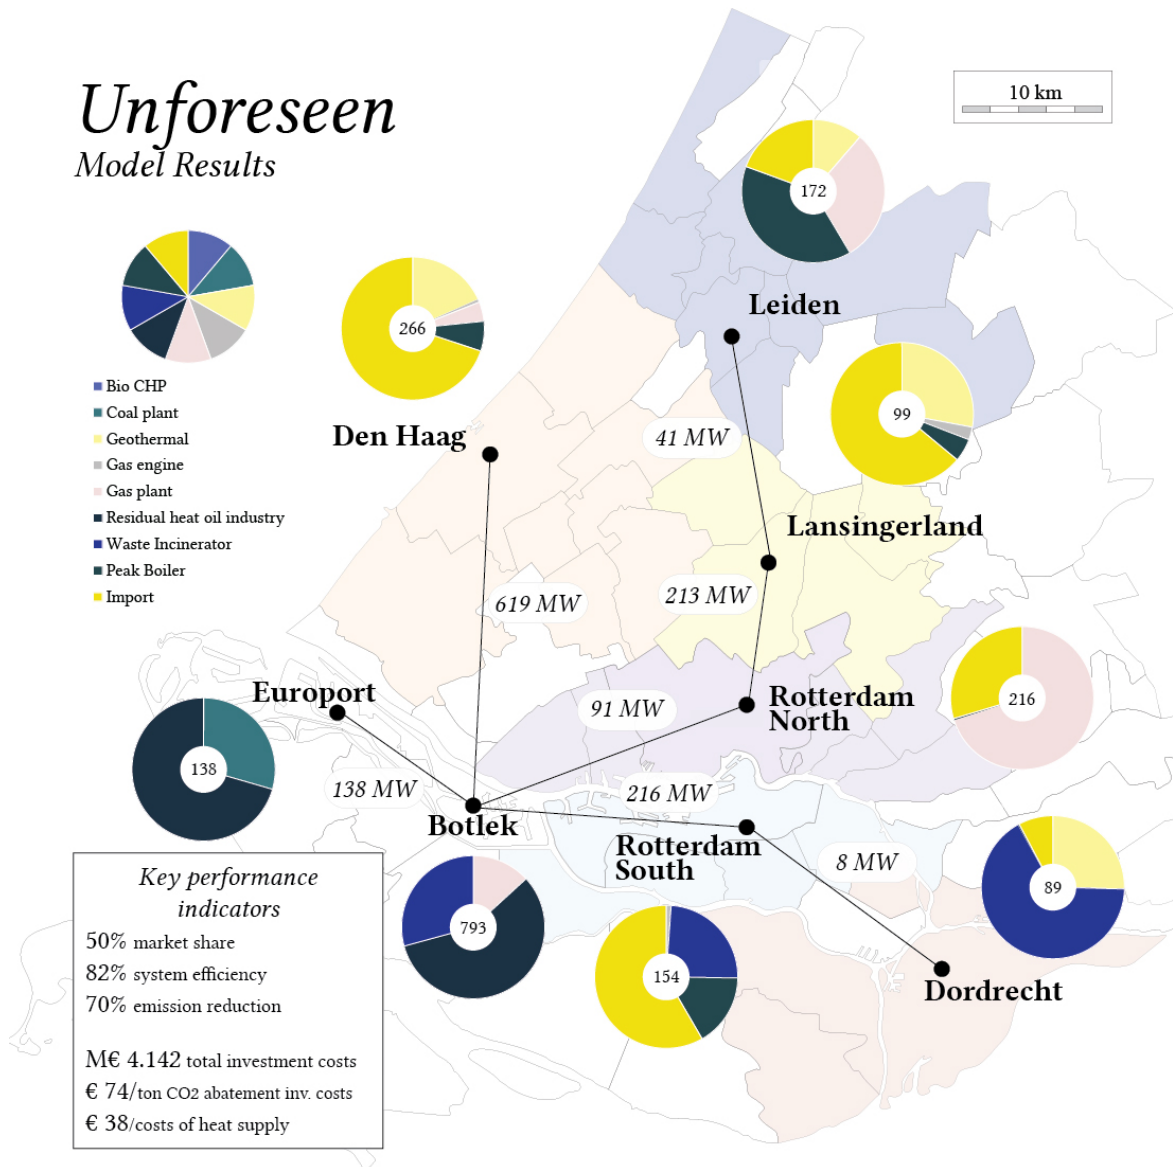 Unforeseen
Model Results
10 km
172
266
Leiden
99
Bio CHP
Coal plant
Geothermal
Gas engine
Gas plant
Residual heat oil industry
Waste Incinerator
Peak Boiler
Import
Den Haag
41 MW
Lansingerland
619 MW
213 MW
Europort
91 MW
Rotterdam
North
216
138
138 MW
216 MW
Botlek
Rotterdam
South
8 MW
89
793
154
Dordrecht
Key performance
indicators
50% market share
82% system efficiency
70% emission reduction
M€ 4.142 total investment costs
€ 74/ton CO2 abatement inv. costs
€ 38/costs of heat supply